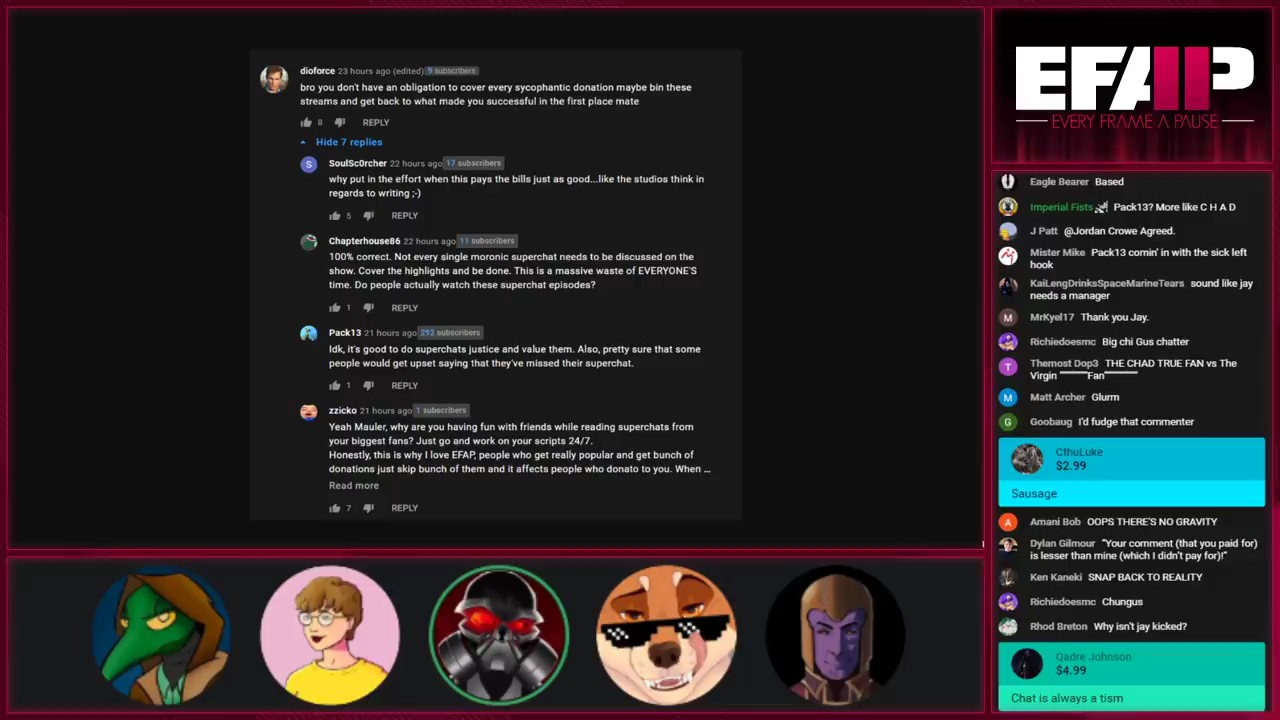 dioforce 23 hours ago (edited) 9 subscribers
bro you don't have an obligation to cover every sycophantic donation maybe bin these
streams and get back to what made you successful in the first place mate
8 REPLY
Hide 7 replies
S
SoulSc0rcher 22 hours ago 17 subscribers
why put in the effort when this pays the bills just as good...like the studios think in
regards to writing ;-)
5 REPLY
Chapterhouse86 22 hours ago 11 subscribers
100% correct. Not every single moronic superchat needs to be discussed on the
show. Cover the highlights and be done. This is a massive waste of EVERYONE'S
time. Do people actually watch these superchat episodes?
1 REPLY
Pack13 21 hours ago 292 subscribers
Idk, it's good to do superchats justice and value them. Also, pretty sure that some
people would get upset saying that they've missed their superchat.
1 REPLY
zzicko 21 hours ago 1 subscribers
Yeah Mauler, why are you having fun with friends while reading superchats from
your biggest fans? Just go and work on your scripts 24/7.
Honestly, this is why I love EFAP, people who get really popular and get bunch of
donations just skip bunch of them and it affects people who donato to you. When ...
Read more
7 REPLY
EFAP
EVERY FRAME A PAUSE
Eagle Bearer Based
Imperial Fists Pack13? More like C H A D
J Patt @Jordan Crowe Agreed.
Mister Mike Pack13 comin' in with the sick left
hook
KaiLengDrinksSpaceMarineTears sound like jay
needs a manager
M MrKyel17 Thank you Jay.
Richiedoesmc Big chi Gus chatter
T Themost Dop3 THE CHAD TRUE FAN vs The
Virgin """""""Fan""""""""
M Matt Archer Glurm
G Goobaug I'd fudge that commenter
CthuLuke
$2.99
Sausage
A Amani Bob OOPS THERE'S NO GRAVITY
Dylan Gilmour "Your comment (that you paid for)
is lesser than mine (which I didn't pay for)!"
Ken Kaneki SNAP BACK TO REALITY
Richiedoesmc Chungus
Rhod Breton Why isn't jay kicked?
Qadre Johnson
$4.99
Chat is always a tism